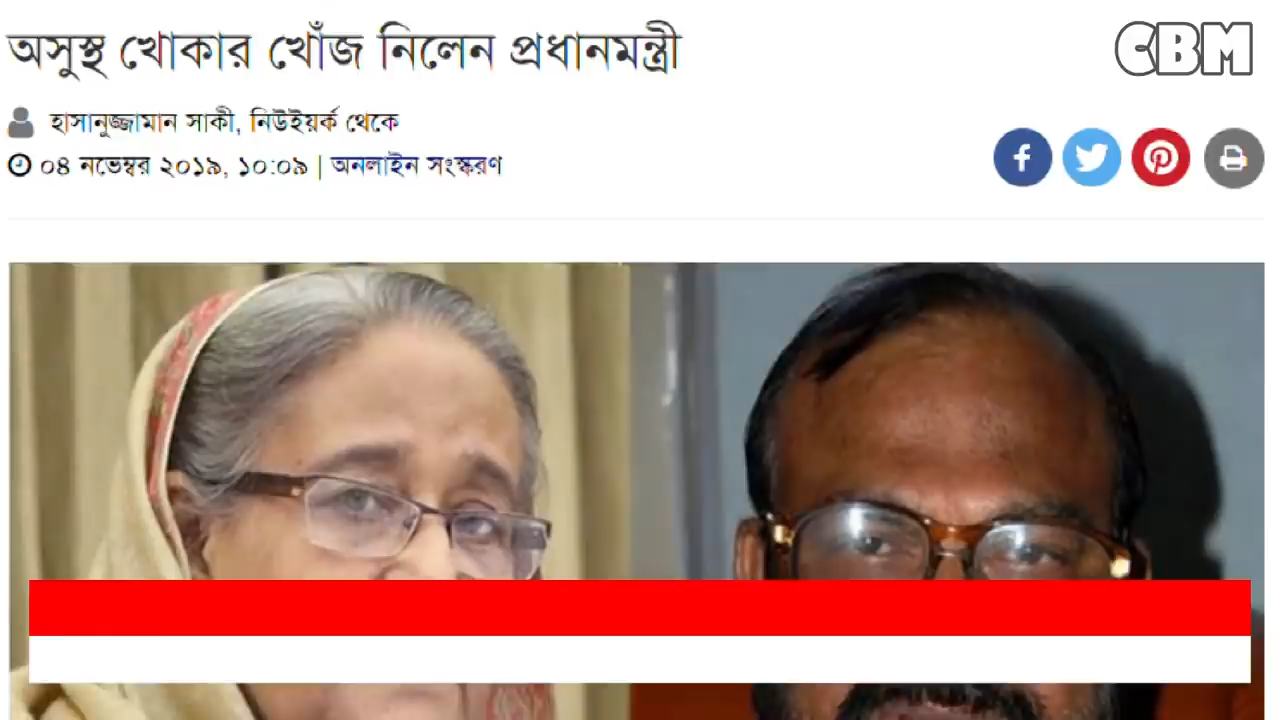 অসুস্থ খোকার খোঁজ নিলেন প্রধানমন্ত্রী
CBM
হাসানুজ্জামান সাকী, নিউইয়র্ক থেকে
০৪ নভেম্বর ২০১৯, ১০:০৯ | অনলাইন সংস্করণ